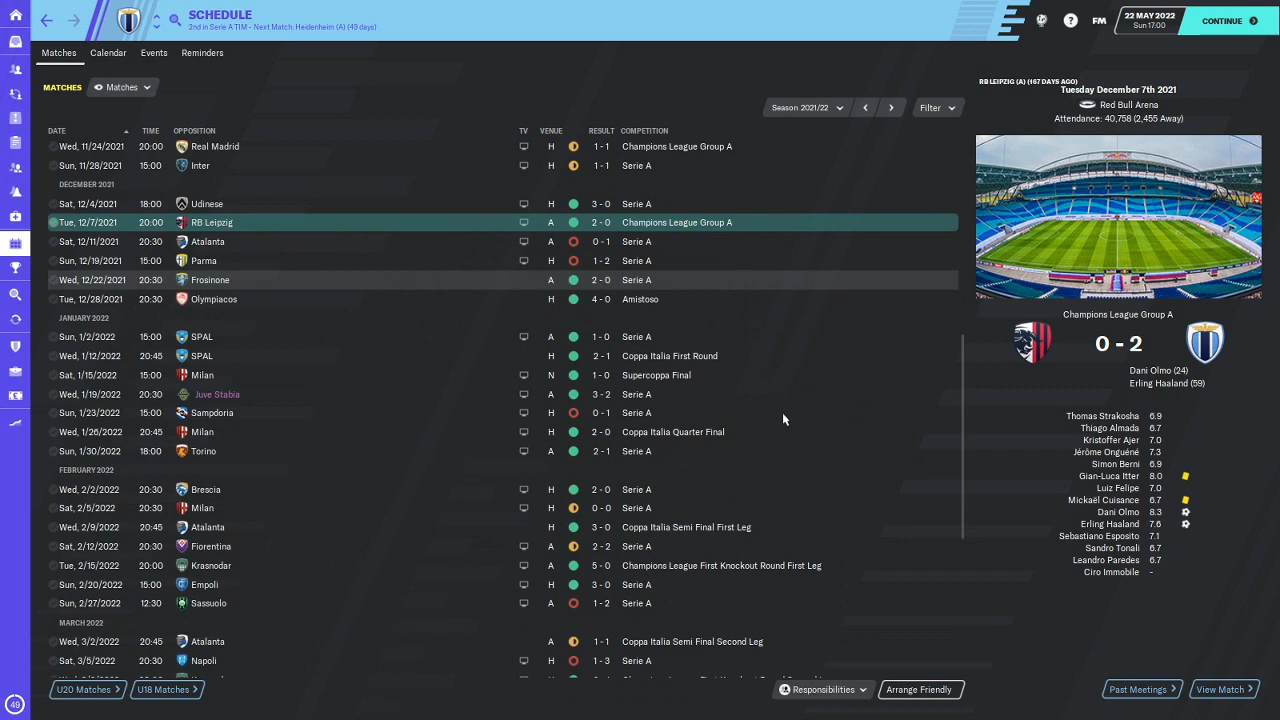 SCHEDULE
2nd in Serie A TIM - Next Match: Heidenheim (A) (49 days)
FM
22 MAY 2022
Sun 17:00
CONTINUE
Matches Calendar Events Reminders
MATCHES Matches
Season 2021/22 Filter
DATE TIME OPPOSITION TV VENUE RESULT COMPETITION
Wed, 11/24/2021 20:00 Real Madrid H 1 - 1 Champions League Group A
Sun, 11/28/2021 15:00 Inter H 1 - 1 Serie A
DECEMBER 2021
Sat, 12/4/2021 18:00 Udinese H 3 - 0 Serie A
Tue, 12/7/2021 20:00 RB Leipzig A 2 - 0 Champions League Group A
Sat, 12/11/2021 20:30 Atalanta A 0 - 1 Serie A
Sun, 12/19/2021 15:00 Parma H 1 - 2 Serie A
Wed, 12/22/2021 20:30 Frosinone A 2 - 0 Serie A
Tue, 12/28/2021 20:30 Olympiacos H 4 - 0 Amistoso
JANUARY 2022
Sun, 1/2/2022 15:00 SPAL A 1 - 0 Serie A
Wed, 1/12/2022 20:45 SPAL H 2 - 1 Coppa Italia First Round
Sat, 1/15/2022 15:00 Milan N 1 - 0 Supercoppa Final
Wed, 1/19/2022 20:30 Juve Stabia A 3 - 2 Serie A
Sun, 1/23/2022 15:00 Sampdoria H 0 - 1 Serie A
Wed, 1/26/2022 20:45 Milan H 2 - 0 Coppa Italia Quarter Final
Sun, 1/30/2022 18:00 Torino A 2 - 1 Serie A
FEBRUARY 2022
Wed, 2/2/2022 20:30 Brescia H 2 - 0 Serie A
Sat, 2/5/2022 20:30 Milan A 0 - 0 Serie A
Wed, 2/9/2022 20:45 Atalanta H 3 - 0 Coppa Italia Semi Final First Leg
Sat, 2/12/2022 20:30 Fiorentina A 2 - 2 Serie A
Tue, 2/15/2022 20:00 Krasnodar A 5 - 0 Champions League First Knockout Round First Leg
Sun, 2/20/2022 15:00 Empoli H 3 - 0 Serie A
Sun, 2/27/2022 12:30 Sassuolo A 1 - 2 Serie A
MARCH 2022
Wed, 3/2/2022 20:45 Atalanta A 1 - 1 Coppa Italia Semi Final Second Leg
Sat, 3/5/2022 20:30 Napoli H 1 - 3 Serie A
U20 Matches U18 Matches Responsibilities Arrange Friendly
49
RB LEIPZIG (A) (167 DAYS AGO)
Tuesday December 7th 2021
Red Bull Arena
Attendance: 40,758 (2,455 Away)
Champions League Group A
0 - 2
Dani Olmo (24)
Erling Haaland (59)
Thomas Strakosha 6.9
Thiago Almada 6.7
Kristoffer Ajer 7.0
Jérôme Onguéné 7.3
Simon Berni 6.9
Gian-Luca Itter 8.0
Luiz Felipe 7.0
Mickaël Cuisance 6.7
Dani Olmo 8.3
Erling Haaland 7.6
Sebastiano Esposito 7.1
Sandro Tonali 6.7
Leandro Paredes 6.7
Ciro Immobile -
Past Meetings View Match